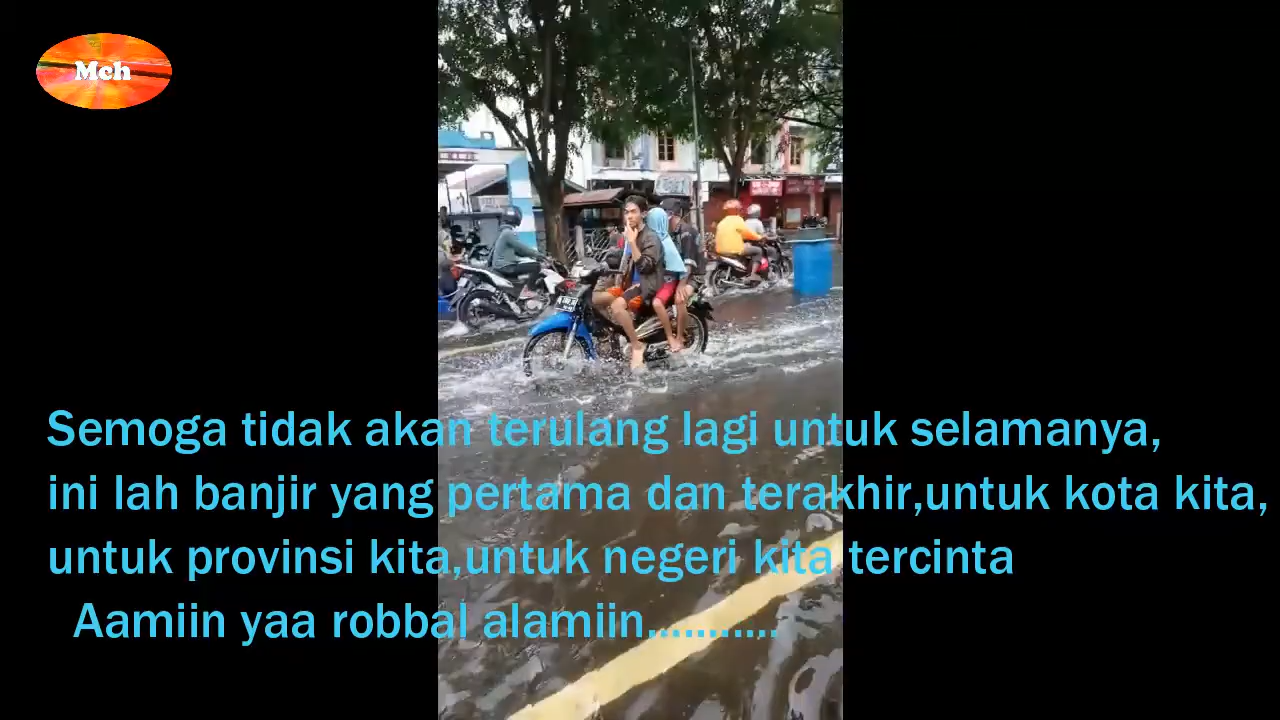 Mch
Semoga tidak akan terulang lagi untuk selamanya,
ini lah banjir yang pertama dan terakhir,untuk kota kita,
untuk provinsi kita,untuk negeri kita tercinta
Aamiin yaa robbal alamiin...........